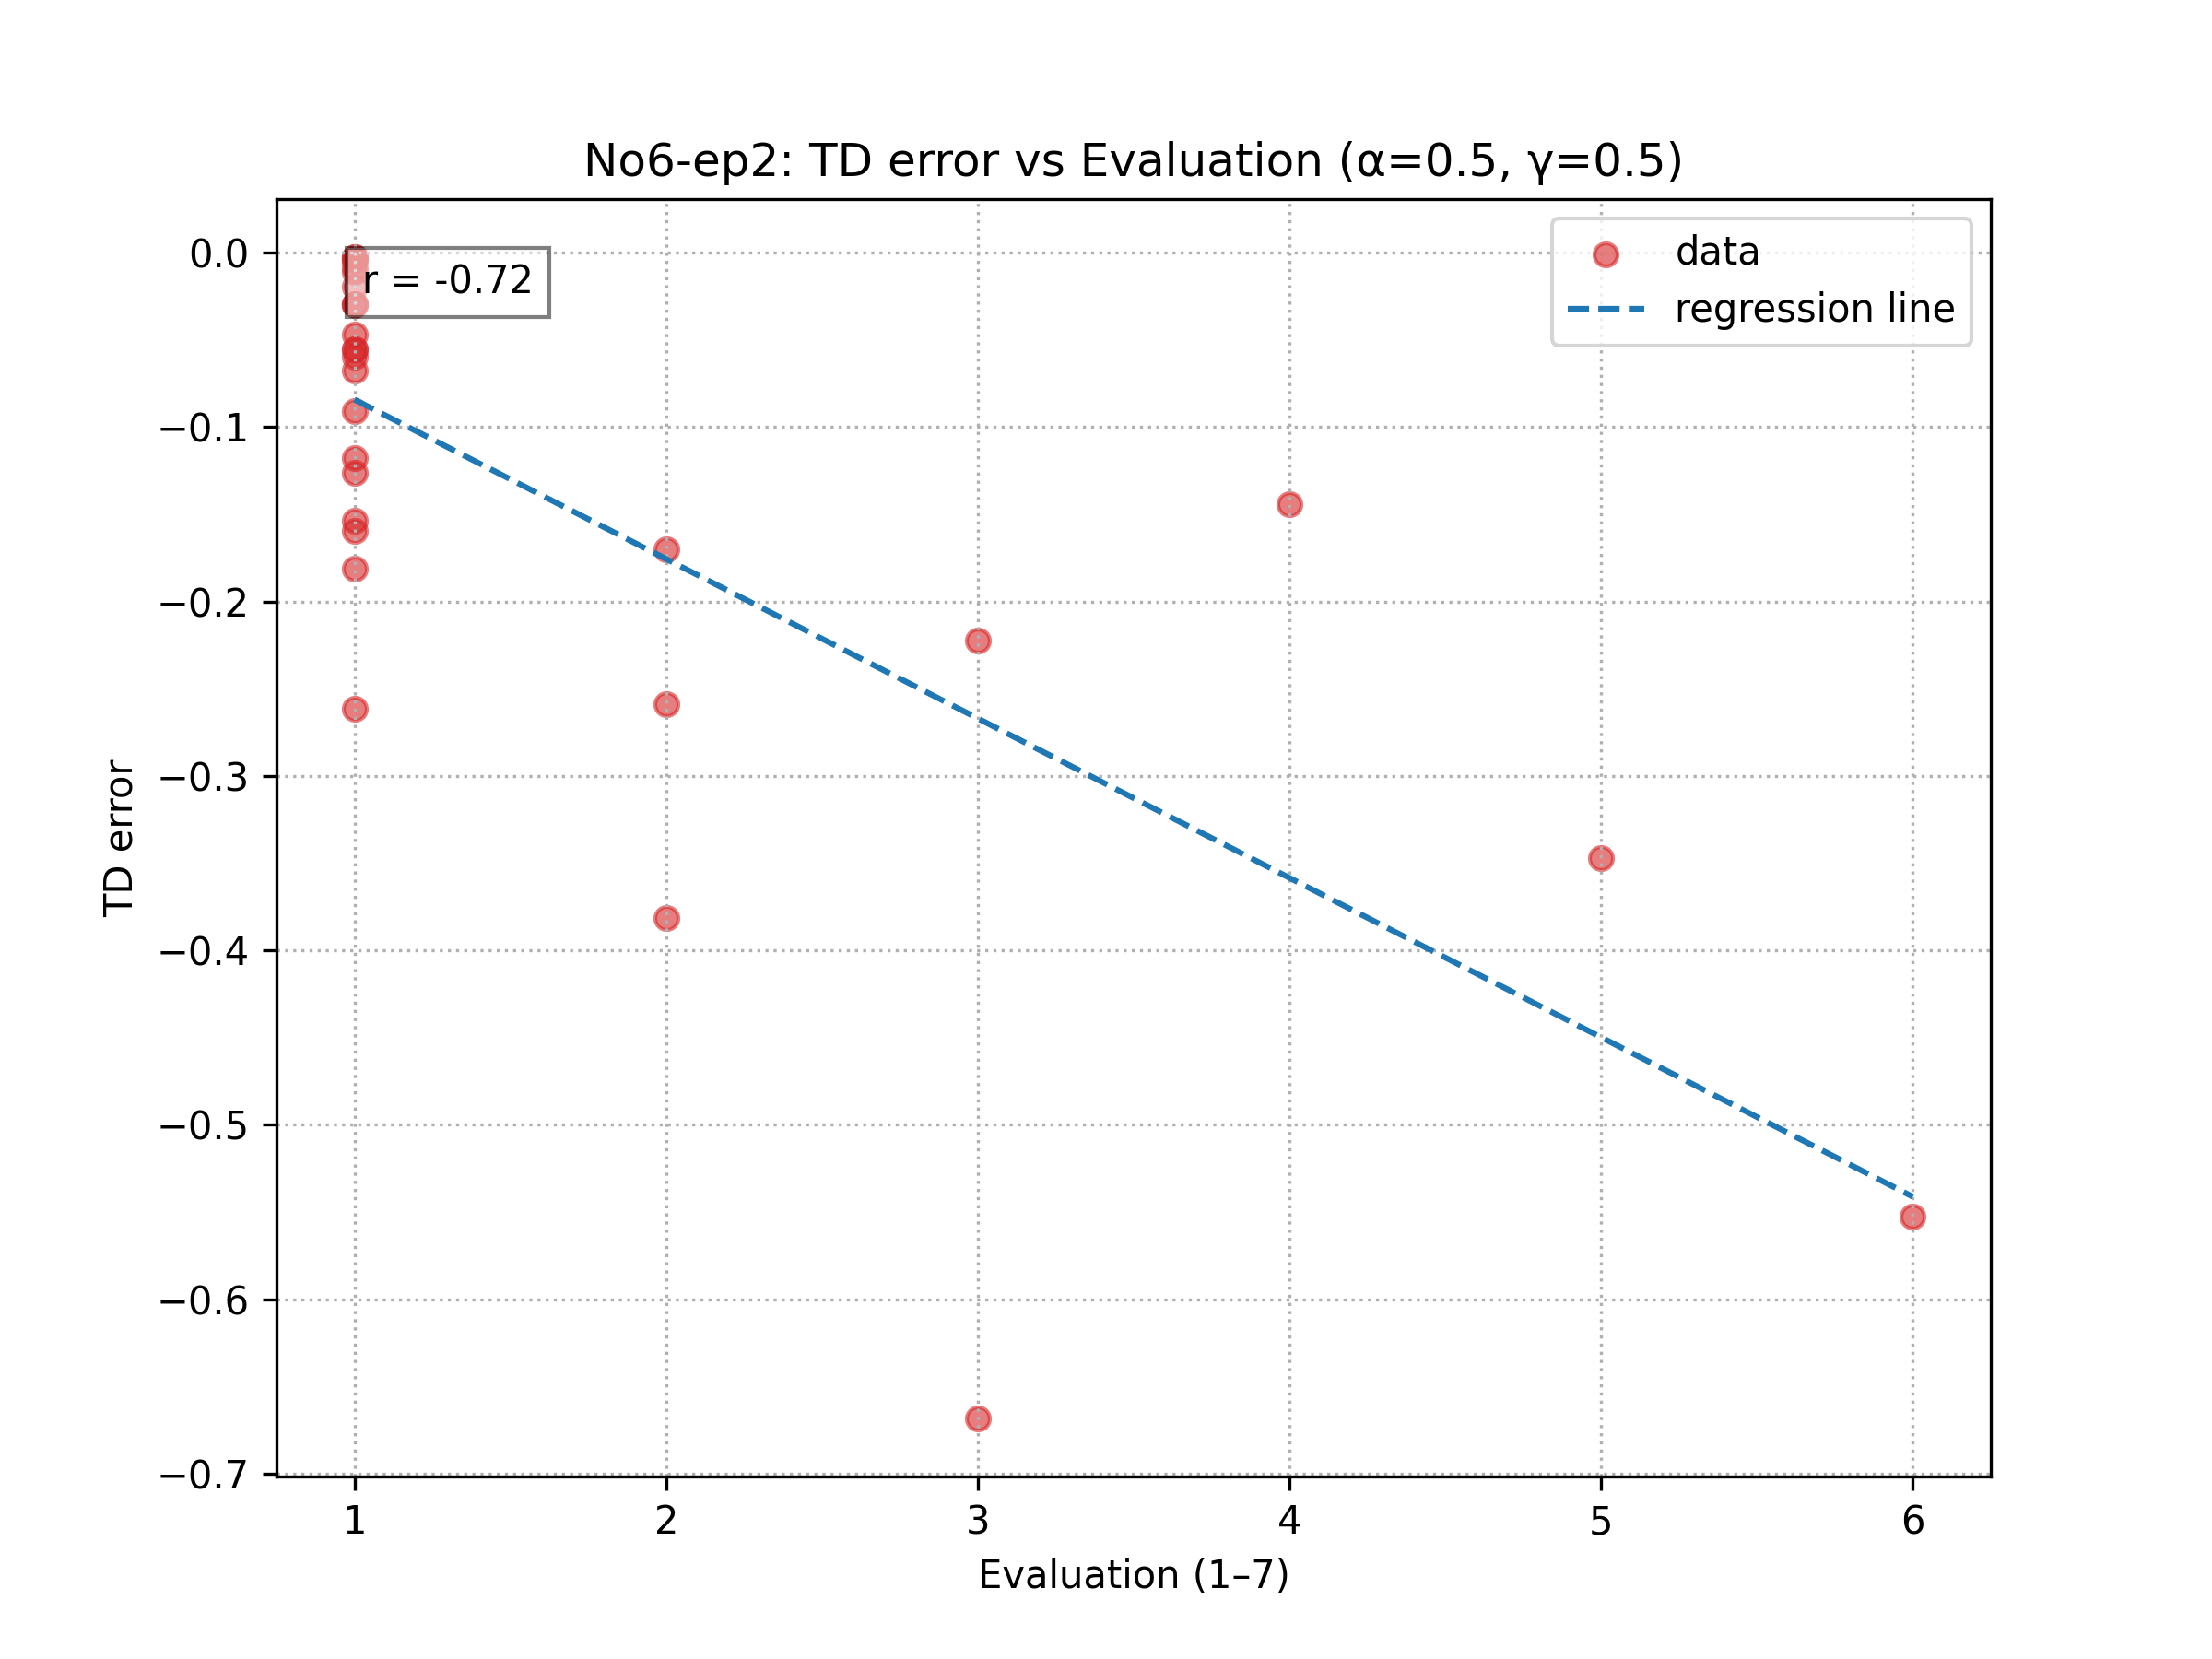 No6-ep2: TD error vs Evaluation (α=0.5, γ=0.5)
r = -0.72
data
regression line
TD error
0.0
−0.1
−0.2
−0.3
−0.4
−0.5
−0.6
−0.7
1 2 3 4 5 6
Evaluation (1–7)